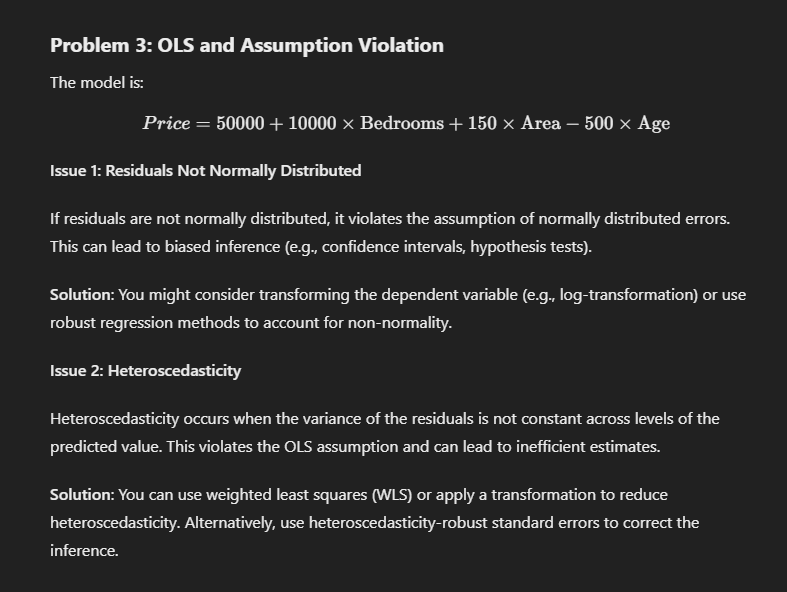 Problem 3: OLS and Assumption Violation
The model is:
Price = 50000 + 10000 × Bedrooms + 150 × Area − 500 × Age
Issue 1: Residuals Not Normally Distributed
If residuals are not normally distributed, it violates the assumption of normally distributed errors.
This can lead to biased inference (e.g., confidence intervals, hypothesis tests).
Solution: You might consider transforming the dependent variable (e.g., log-transformation) or use
robust regression methods to account for non-normality.
Issue 2: Heteroscedasticity
Heteroscedasticity occurs when the variance of the residuals is not constant across levels of the
predicted value. This violates the OLS assumption and can lead to inefficient estimates.
Solution: You can use weighted least squares (WLS) or apply a transformation to reduce
heteroscedasticity. Alternatively, use heteroscedasticity-robust standard errors to correct the
inference.